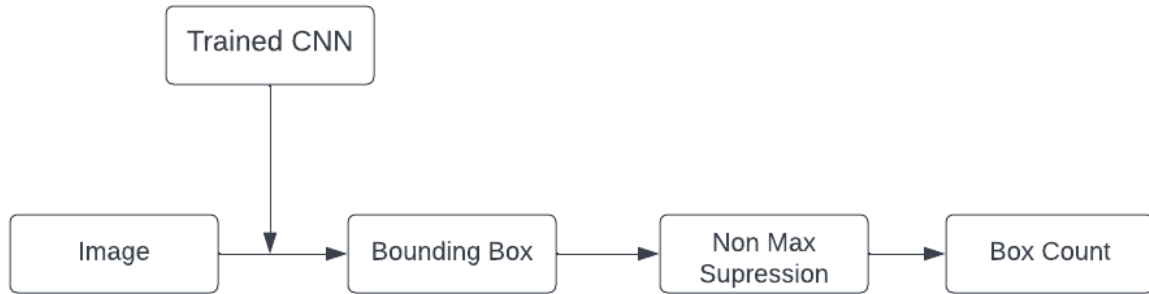 Trained CNN
Image
Bounding Box
Non Max
Supression
Box Count